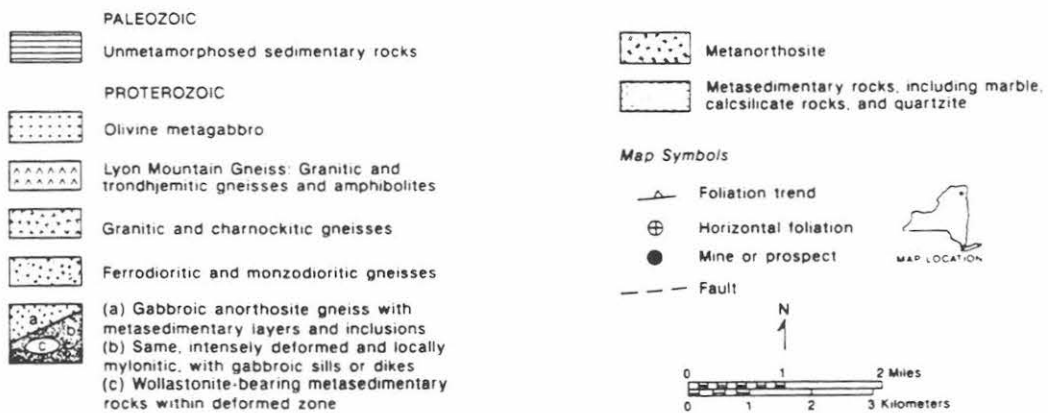 PALEOZOIC
Unmetamorphosed sedimentary rocks
PROTEROZOIC
Olivine metagabbro
Lyon Mountain Gneiss: Granitic and
trondhjemitic gneisses and amphibolites
Granitic and charnockitic gneisses
Ferrodioritic and monzodioritic gneisses
a
b
c
(a) Gabbroic anorthosite gneiss with
metasedimentary layers and inclusions
(b) Same, intensely deformed and locally
mylonitic, with gabbroic sills or dikes
(c) Wollastonite-bearing metasedimentary
rocks within deformed zone
Metanorthosite
Metasedimentary rocks, including marble,
calcsilicate rocks, and quartzite
Map Symbols
Foliation trend
Horizontal foliation
Mine or prospect
Fault
MAP LOCATION
N
0 1 2 Miles
0 1 2 3 Kilometers